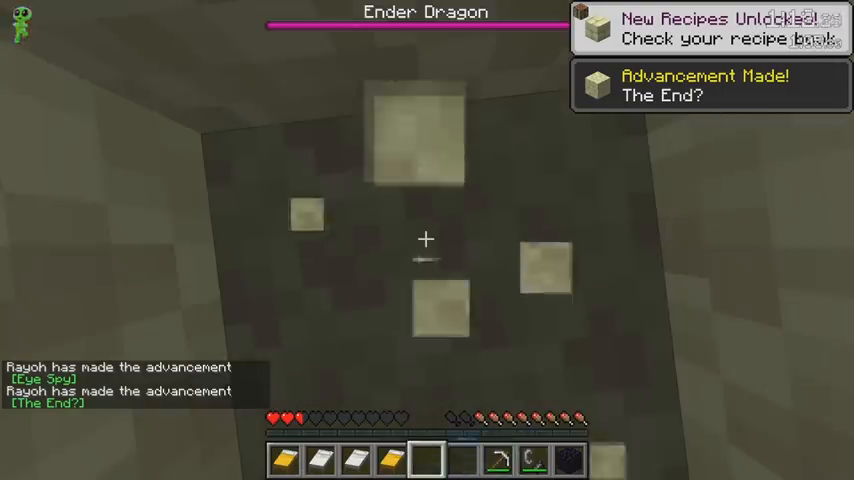 Ender Dragon
New Recipes Unlocked!
Check your recipe book
Advancement Made!
The End?
Rayoh has made the advancement
[Eye Spy]
Rayoh has made the advancement
[The End?]